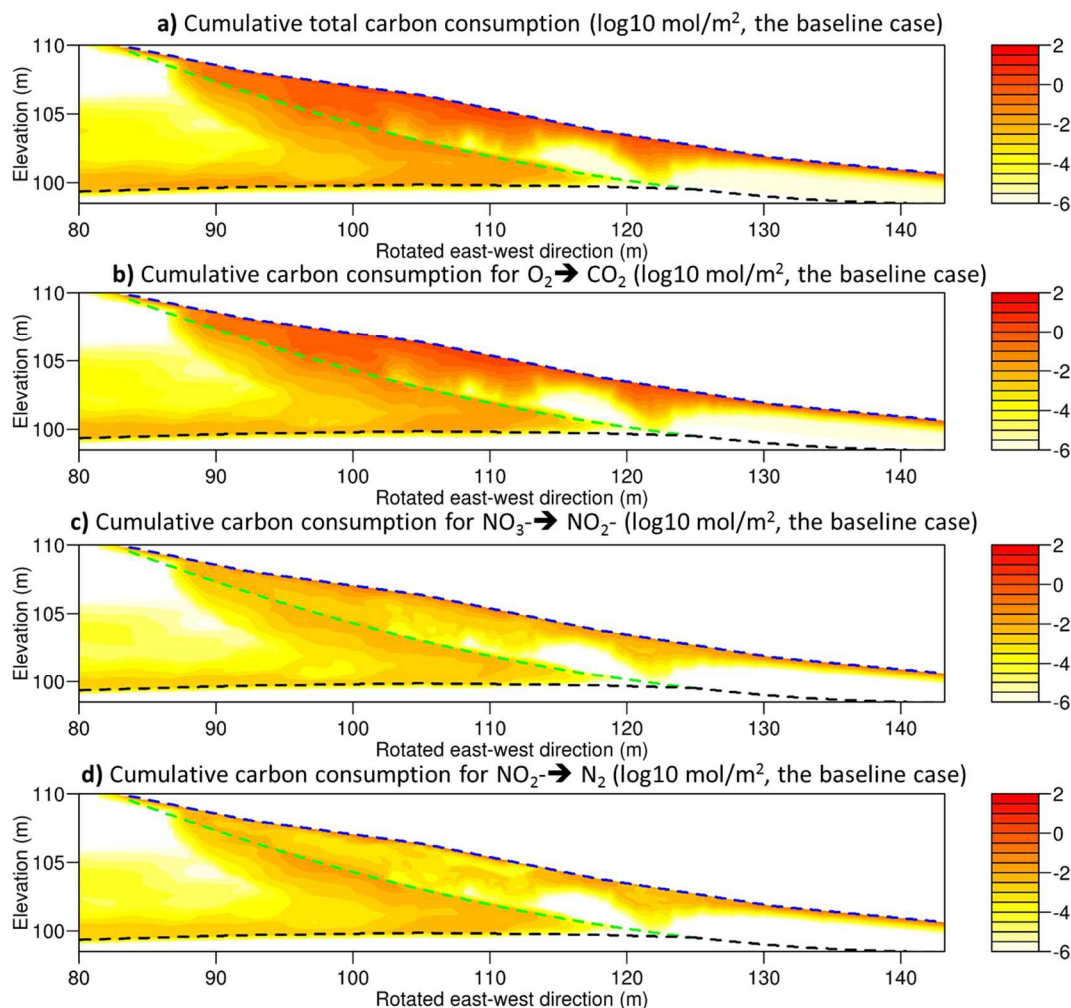 a) Cumulative total carbon consumption (log10 mol/m², the baseline case)
110
105
100
Elevation (m)
80 90 100 110 120 130 140
Rotated east-west direction (m)
2
0
-2
-4
-6
b) Cumulative carbon consumption for O₂➔ CO₂ (log10 mol/m², the baseline case)
110
105
100
Elevation (m)
80 90 100 110 120 130 140
Rotated east-west direction (m)
2
0
-2
-4
-6
c) Cumulative carbon consumption for NO₃-➔ NO₂- (log10 mol/m², the baseline case)
110
105
100
Elevation (m)
80 90 100 110 120 130 140
Rotated east-west direction (m)
2
0
-2
-4
-6
d) Cumulative carbon consumption for NO₂-➔ N₂ (log10 mol/m², the baseline case)
110
105
100
Elevation (m)
80 90 100 110 120 130 140
Rotated east-west direction (m)
2
0
-2
-4
-6